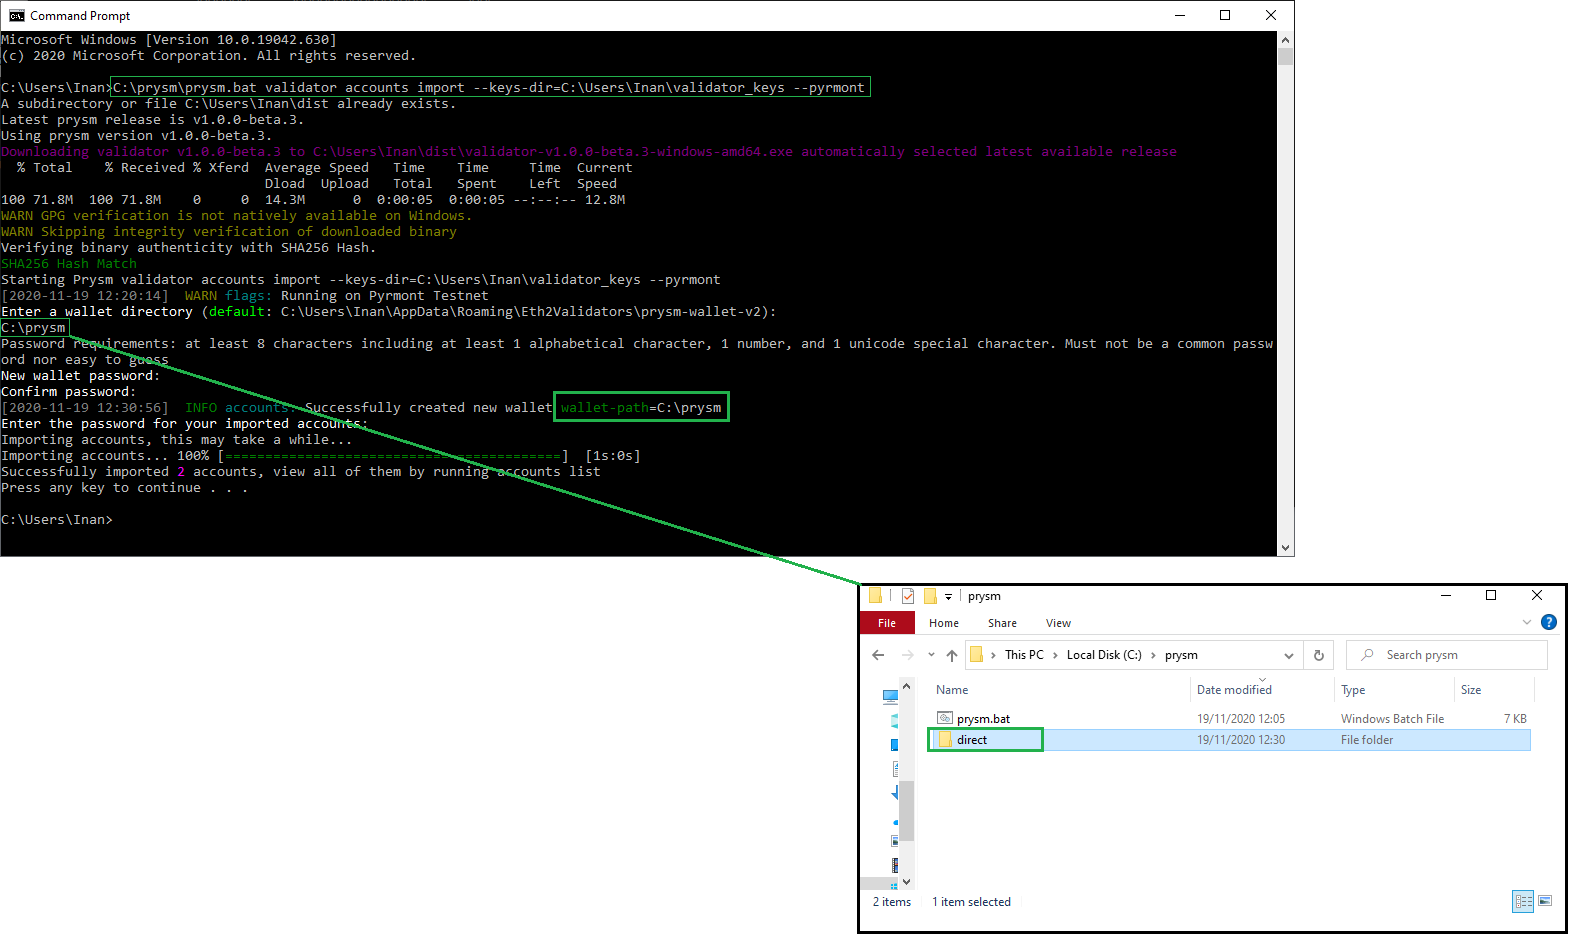 Command Prompt
Microsoft Windows [Version 10.0.19042.630]
(c) 2020 Microsoft Corporation. All rights reserved.
C:\Users\Inan>C:\prysm\prysm.bat validator accounts import --keys-dir=C:\Users\Inan\validator_keys --pyrmont
A subdirectory or file C:\Users\Inan\dist already exists.
Latest prysm release is v1.0.0-beta.3.
Using prysm version v1.0.0-beta.3.
Downloading validator v1.0.0-beta.3 to C:\Users\Inan\dist\validator-v1.0.0-beta.3-windows-amd64.exe automatically selected latest available release
% Total % Received % Xferd Average Speed Time Time Time Current
Dload Upload Total Spent Left Speed
100 71.8M 100 71.8M 0 0 14.3M 0 0:00:05 0:00:05 --:--:-- 12.8M
WARN GPG verification is not natively available on Windows.
WARN Skipping integrity verification of downloaded binary
Verifying binary authenticity with SHA256 Hash.
SHA256 Hash Match
Starting Prysm validator accounts import --keys-dir=C:\Users\Inan\validator_keys --pyrmont
[2020-11-19 12:20:14] WARN flags: Running on Pyrmont Testnet
Enter a wallet directory (default: C:\Users\Inan\AppData\Roaming\Eth2Validators\prysm-wallet-v2):
C:\prysm
Password requirements: at least 8 characters including at least 1 alphabetical character, 1 number, and 1 unicode special character. Must not be a common passw
ord nor easy to guess
New wallet password:
Confirm password:
[2020-11-19 12:30:56] INFO accounts: Successfully created new wallet wallet-path=C:\prysm
Enter the password for your imported accounts:
Importing accounts, this may take a while...
Importing accounts... 100% [==========================================] [1s:0s]
Successfully imported 2 accounts, view all of them by running accounts list
Press any key to continue . . .
C:\Users\Inan>
prysm
File Home Share View
This PC > Local Disk (C:) > prysm
Search prysm
Name Date modified Type Size
prysm.bat 19/11/2020 12:05 Windows Batch File 7 KB
direct 19/11/2020 12:30 File folder
2 items 1 item selected